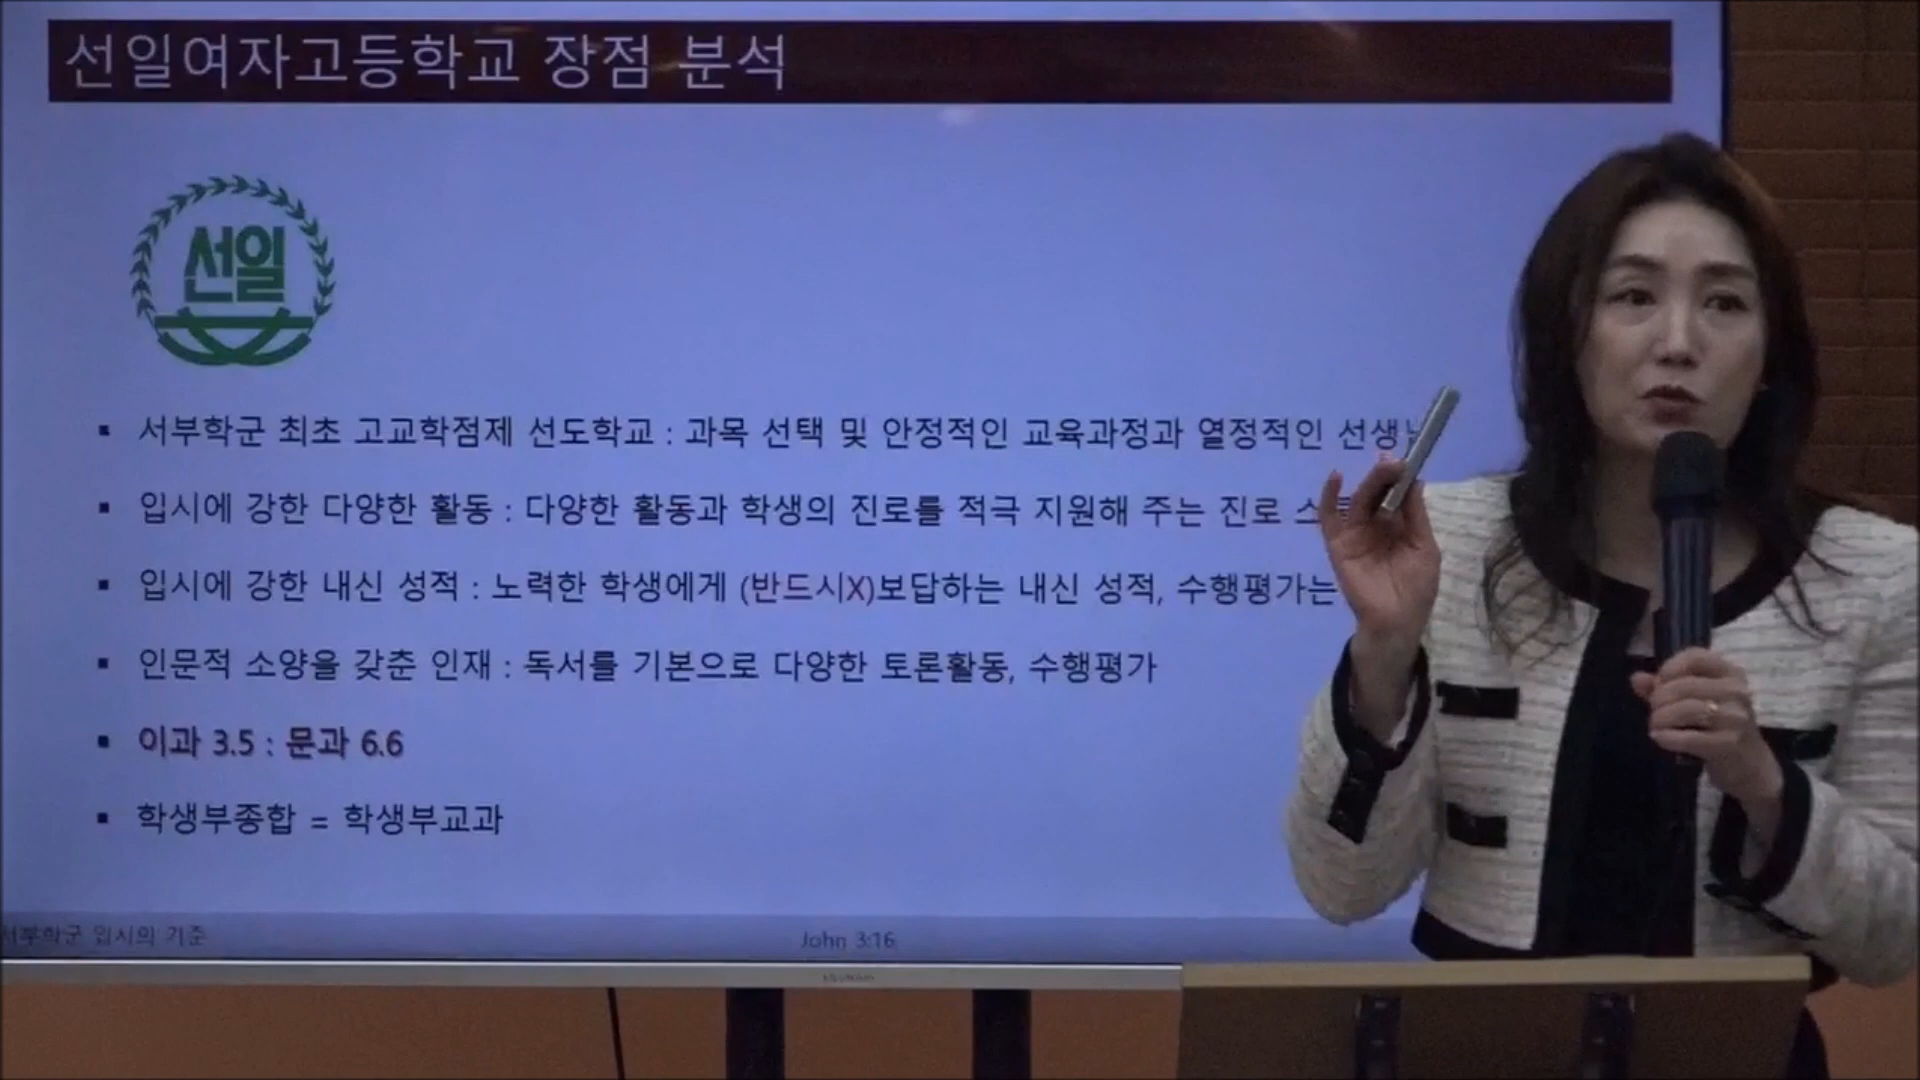 선일여자고등학교 장점 분석
선일
서부학군 최초 고교학점제 선도학교 : 과목 선택 및 안정적인 교육과정과 열정적인 선생
입시에 강한 다양한 활동 : 다양한 활동과 학생의 진로를 적극 지원해 주는 진로
입시에 강한 내신 성적 : 노력한 학생에게 (반드시X)보답하는 내신 성적, 수행평가는
인문적 소양을 갖춘 인재 : 독서를 기본으로 다양한 토론활동, 수행평가
이과 3.5 : 문과 6.6
학생부종합 = 학생부교과
서부학군 입시의 기준
John 3:16